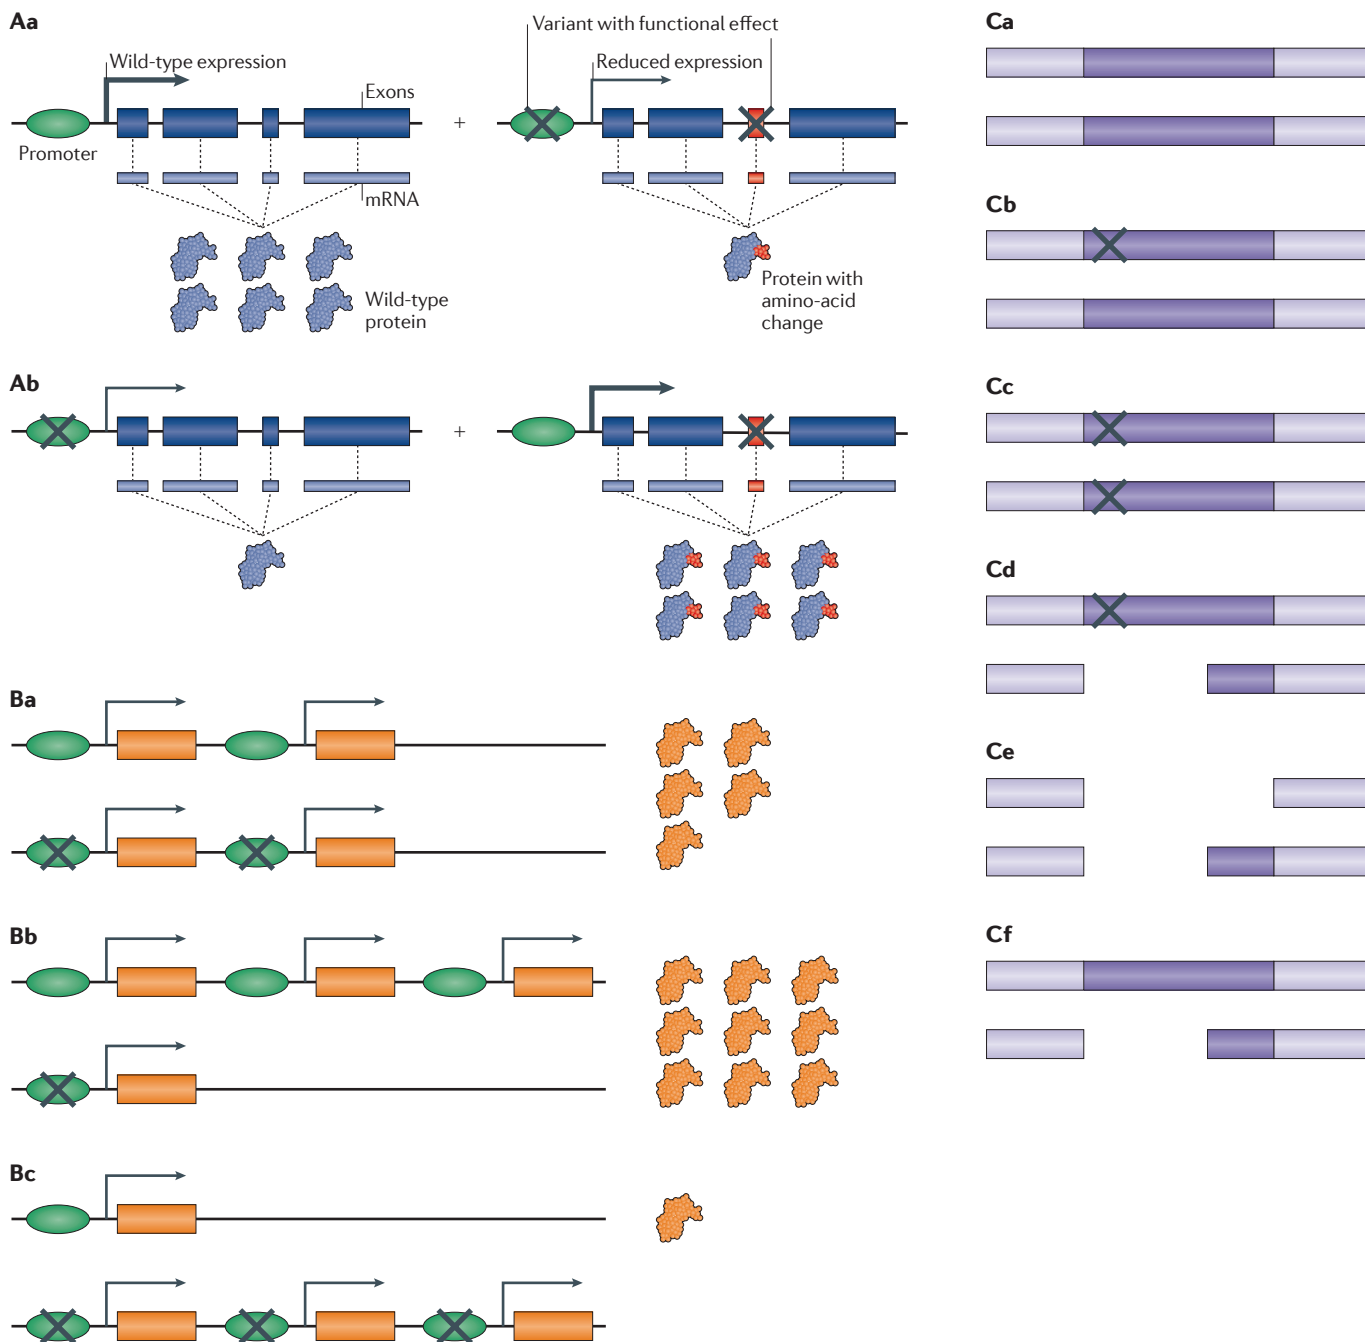 Aa
Variant with functional effect
Wild-type expression
Reduced expression
Exons
Promoter
+
mRNA
Wild-type
protein
Protein with
amino-acid
change
Ab
+
Ba
Bb
Bc
Ca
Cb
Cc
Cd
Ce
Cf